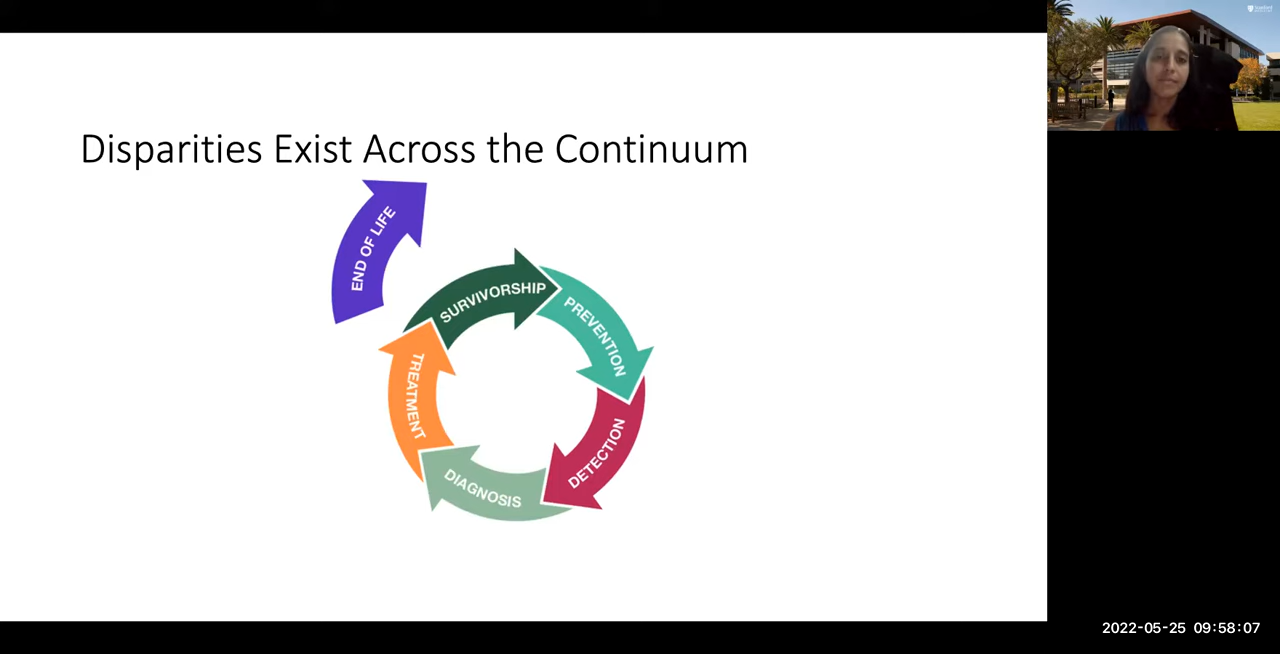 Disparities Exist Across the Continuum
END OF LIFE
SURVIVORSHIP
PREVENTION
DETECTION
DIAGNOSIS
TREATMENT
2022-05-25 09:58:07